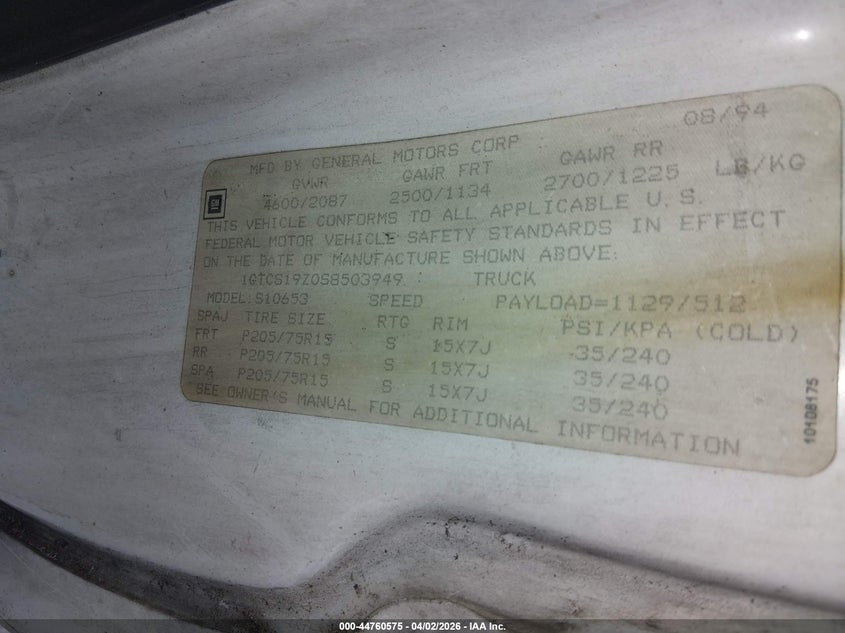 08/94
MFD BY GENERAL MOTORS CORP
GVWR GAWR FRT GAWR RR
4600/2087 2500/1134 2700/1225 LB/KG
GM
THIS VEHICLE CONFORMS TO ALL APPLICABLE U.S.
FEDERAL MOTOR VEHICLE SAFETY STANDARDS IN EFFECT
ON THE DATE OF MANUFACTURE SHOWN ABOVE:
1GTCS19Z0S8503949 TRUCK
MODEL:S10653 SPEED PAYLOAD=1129/512
SPAJ TIRE SIZE RTG RIM PSI/KPA (COLD)
FRT P205/75R15 S 15X7J 35/240
RR P205/75R15 S 15X7J 35/240
SPA P205/75R15 S 15X7J 35/240
SEE OWNER'S MANUAL FOR ADDITIONAL INFORMATION
10108175
000-44760575 - 04/02/2026 - IAA Inc.